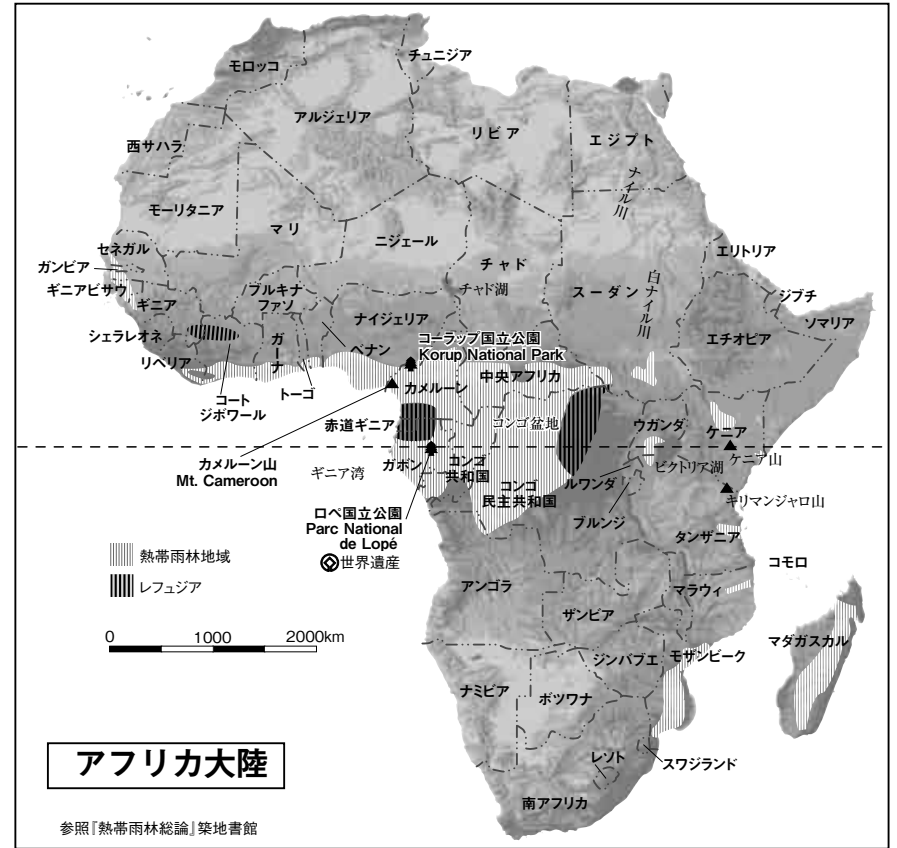 モロッコ
チュニジア
アルジェリア
リビア
エジプト
西サハラ
ナイル川
モーリタニア
マリ
ニジェール
チャド
エリトリア
セネガル
ガンビア
ギニアビサウ
ギニア
ブルキナ
ファソ
チャド湖
スーダン
白ナイル川
ジブチ
ソマリア
エチオピア
シェラレオネ
リベリア
ガーナ
ナイジェリア
ベナン
コーラップ国立公園
Korup National Park
コート
ジボワール
トーゴ
カメルーン
中央アフリカ
赤道ギニア
コンゴ盆地
ウガンダ
ケニア
ケニア山
カメルーン山
Mt. Cameroon
ギニア湾
ガボン
コンゴ
共和国
コンゴ
民主共和国
ルワンダ
ビクトリア湖
キリマンジャロ山
ブルンジ
ロペ国立公園
Parc National
de Lopé
世界遺産
タンザニア
コモロ
熱帯雨林地域
レフュジア
アンゴラ
ザンビア
マラウィ
0 1000 2000km
マダガスカル
ジンバブエ
モザンビーク
ナミビア
ボツワナ
アフリカ大陸
レソト
スワジランド
南アフリカ
参照『熱帯雨林総論』築地書館